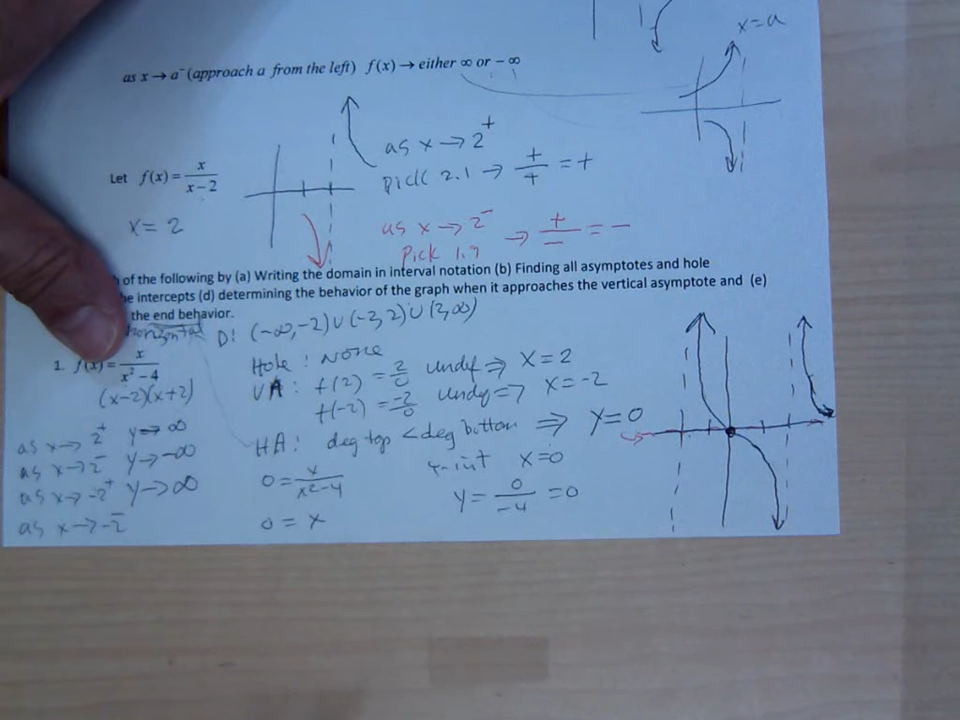 x=a
as x → a⁻ (approach a from the left) f(x) → either ∞ or − ∞
as x → 2⁺
Let f(x) = x/(x−2)
Pick 2.1 → +/+ = +
x = 2
as x → 2⁻ → +/− = −
Pick 1.9
of the following by (a) Writing the domain in interval notation (b) Finding all asymptotes and hole
intercepts (d) determining the behavior of the graph when it approaches the vertical asymptote and (e)
the end behavior.
horizontal
D: (-∞,-2) ∪ (-2,2) ∪ (2,∞)
1. f(x) = x/(x² − 4)
(x-2)(x+2)
Hole: None
VA: f(2) = 2/0 undef ⇒ x = 2
f(-2) = -2/0 undef ⇒ x = -2
HA: deg top < deg bottom ⇒ y=0
as x → 2⁺ y → ∞
as x → 2⁻ y → -∞
as x → -2⁺ y → ∞
as x → -2⁻
0 = x/(x²-4)
0 = x
y-int x=0
y = 0/-4 = 0